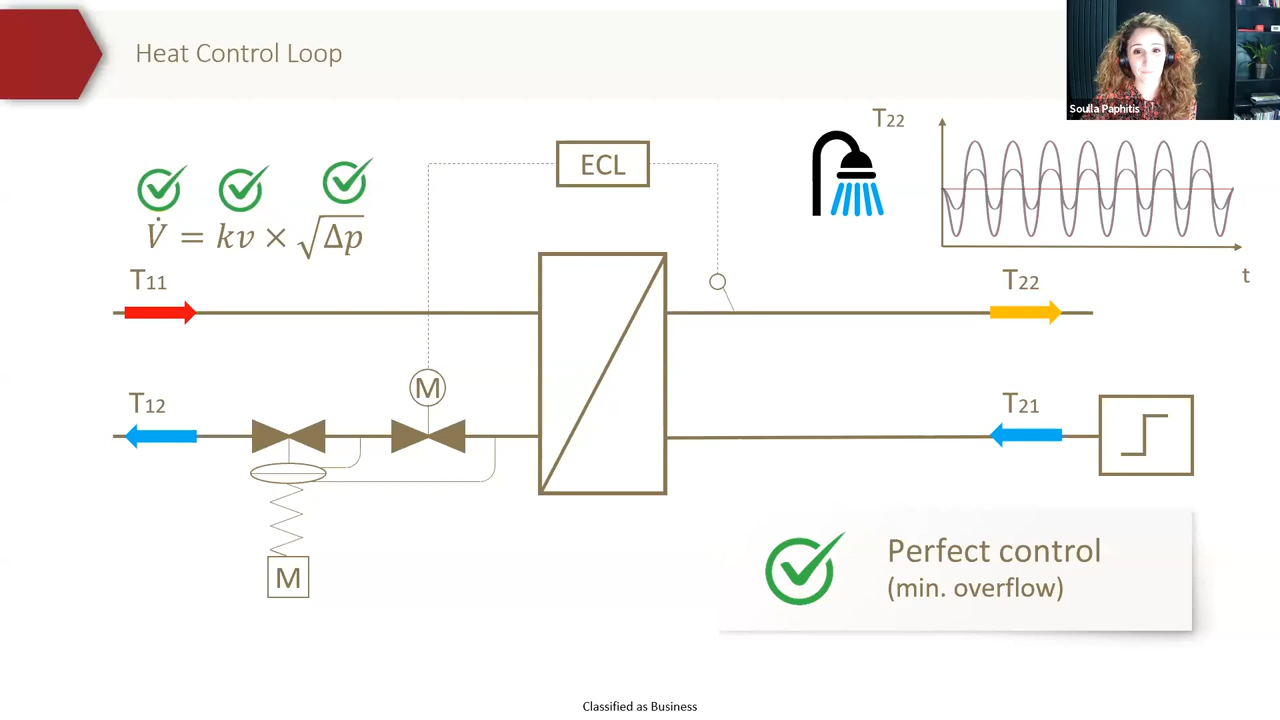 Heat Control Loop
Soulla Paphitis
T22
ECL
V̇ = kv × √Δp
T11
T22
t
M
T12
T21
M
Perfect control
(min. overflow)
Classified as Business